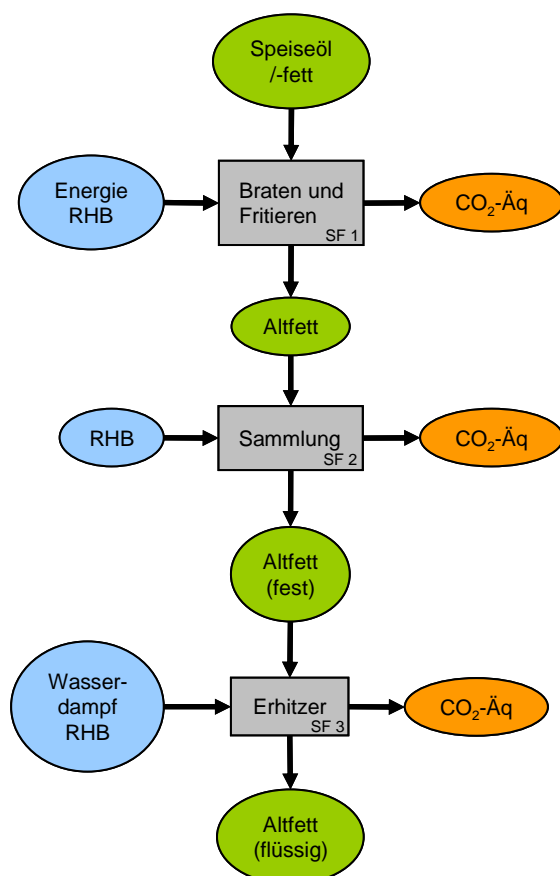 Speiseöl
/-fett
Energie
RHB
Braten und
Fritieren
SF 1
CO₂-Äq
Altfett
RHB
Sammlung
SF 2
CO₂-Äq
Altfett
(fest)
Wasser-
dampf
RHB
Erhitzer
SF 3
CO₂-Äq
Altfett
(flüssig)